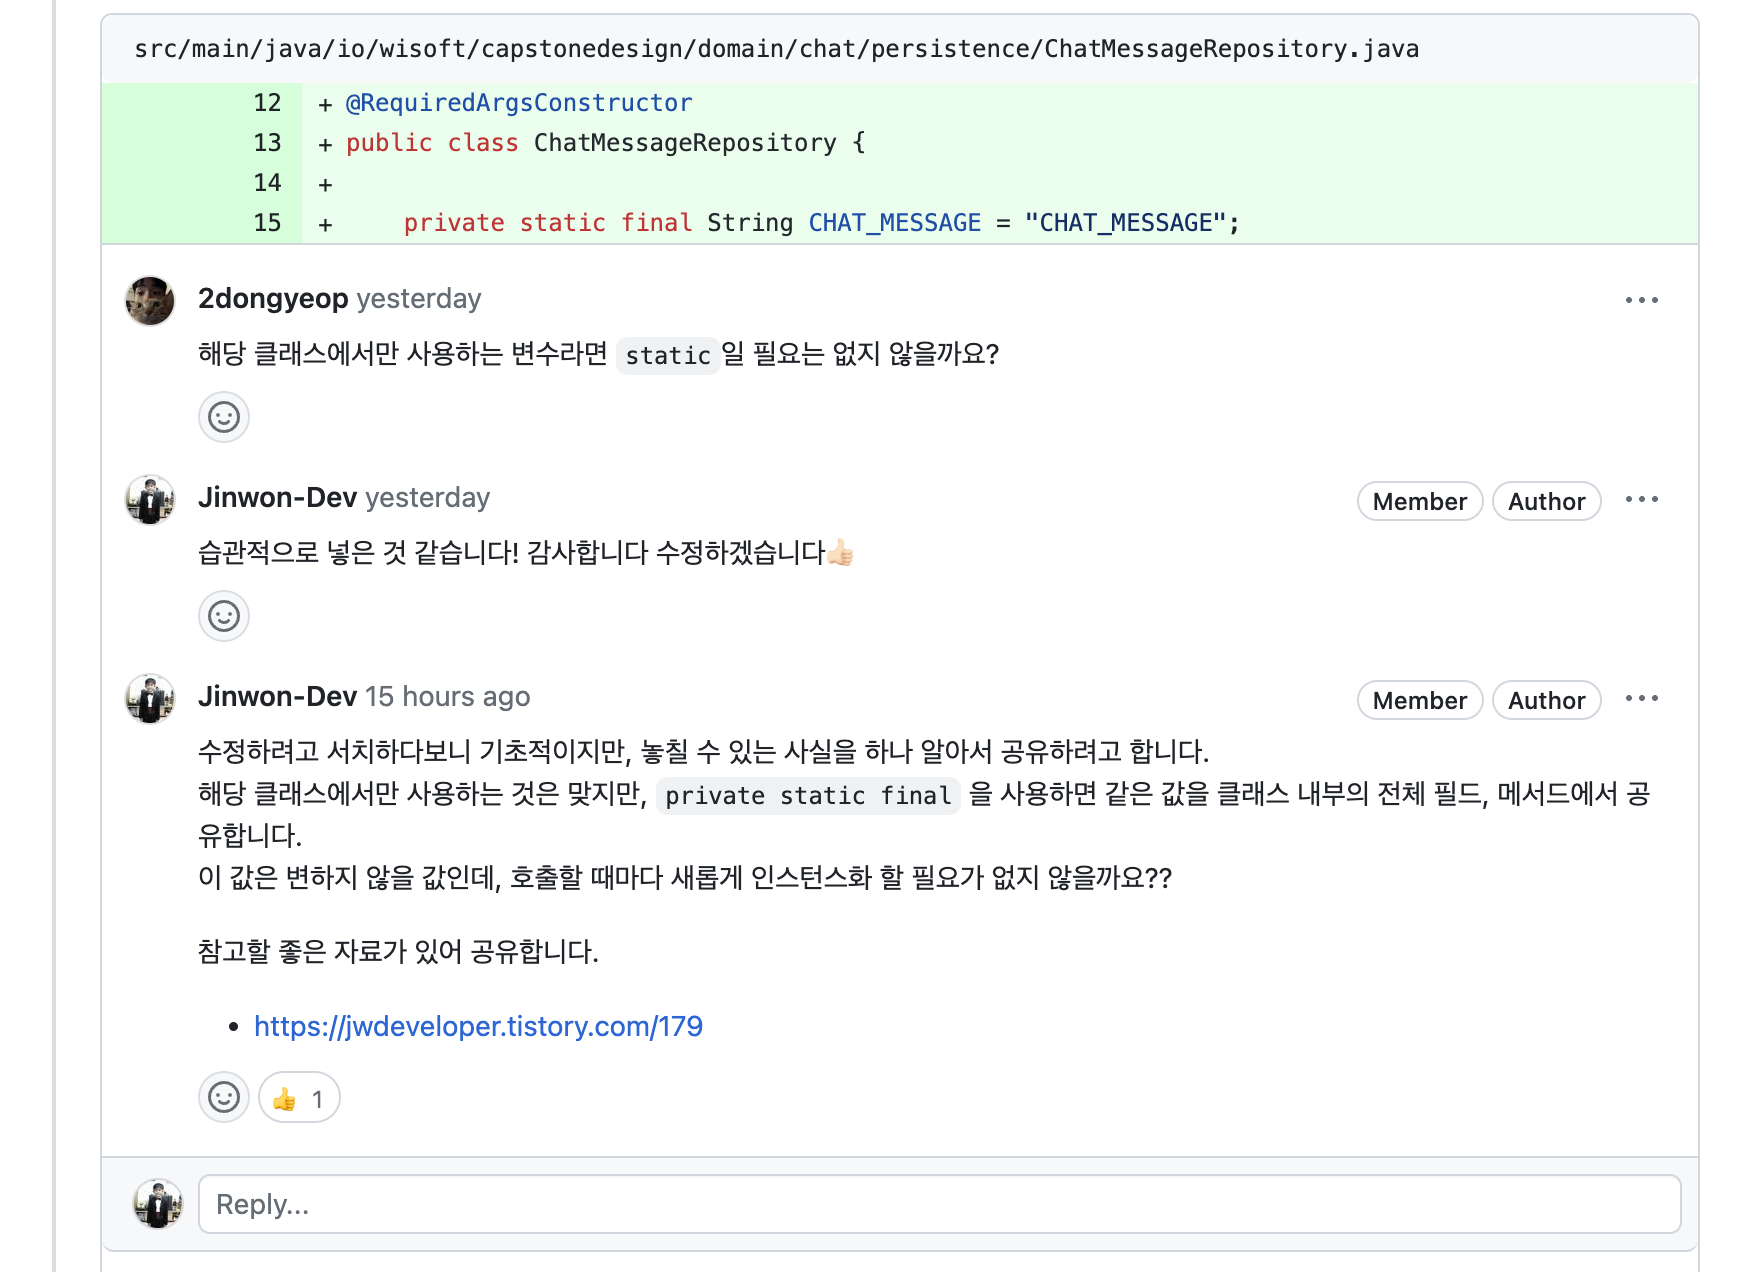 src/main/java/io/wisoft/capstonedesign/domain/chat/persistence/ChatMessageRepository.java
12 + @RequiredArgsConstructor
13 + public class ChatMessageRepository {
14 +
15 + private static final String CHAT_MESSAGE = "CHAT_MESSAGE";
2dongyeop yesterday
해당 클래스에서만 사용하는 변수라면 static일 필요는 없지 않을까요?
Jinwon-Dev yesterday Member Author
습관적으로 넣은 것 같습니다! 감사합니다 수정하겠습니다👍🏻
Jinwon-Dev 15 hours ago Member Author
수정하려고 서치하다보니 기초적이지만, 놓칠 수 있는 사실을 하나 알아서 공유하려고 합니다.
해당 클래스에서만 사용하는 것은 맞지만, private static final 을 사용하면 같은 값을 클래스 내부의 전체 필드, 메서드에서 공
유합니다.
이 값은 변하지 않을 값인데, 호출할 때마다 새롭게 인스턴스화 할 필요가 없지 않을까요??
참고할 좋은 자료가 있어 공유합니다.
• https://jwdeveloper.tistory.com/179
👍 1
Reply...